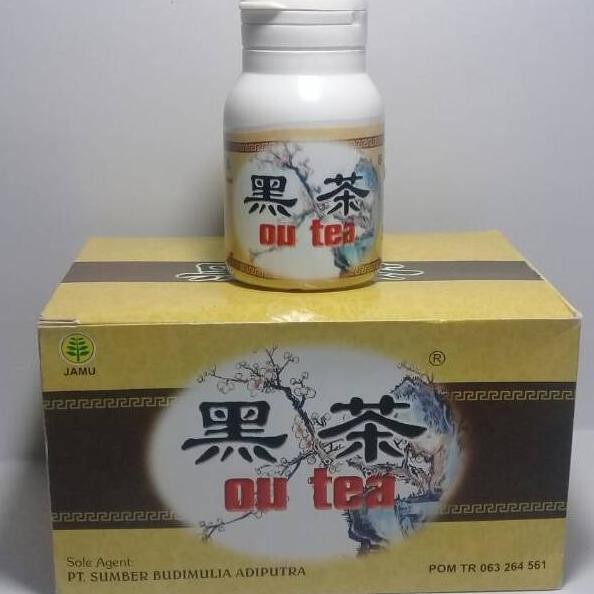 黑茶
ou tea
JAMU
®
黑茶
ou tea
Sole Agent:
PT. SUMBER BUDIMULIA ADIPUTRA
POM TR 063 264 561